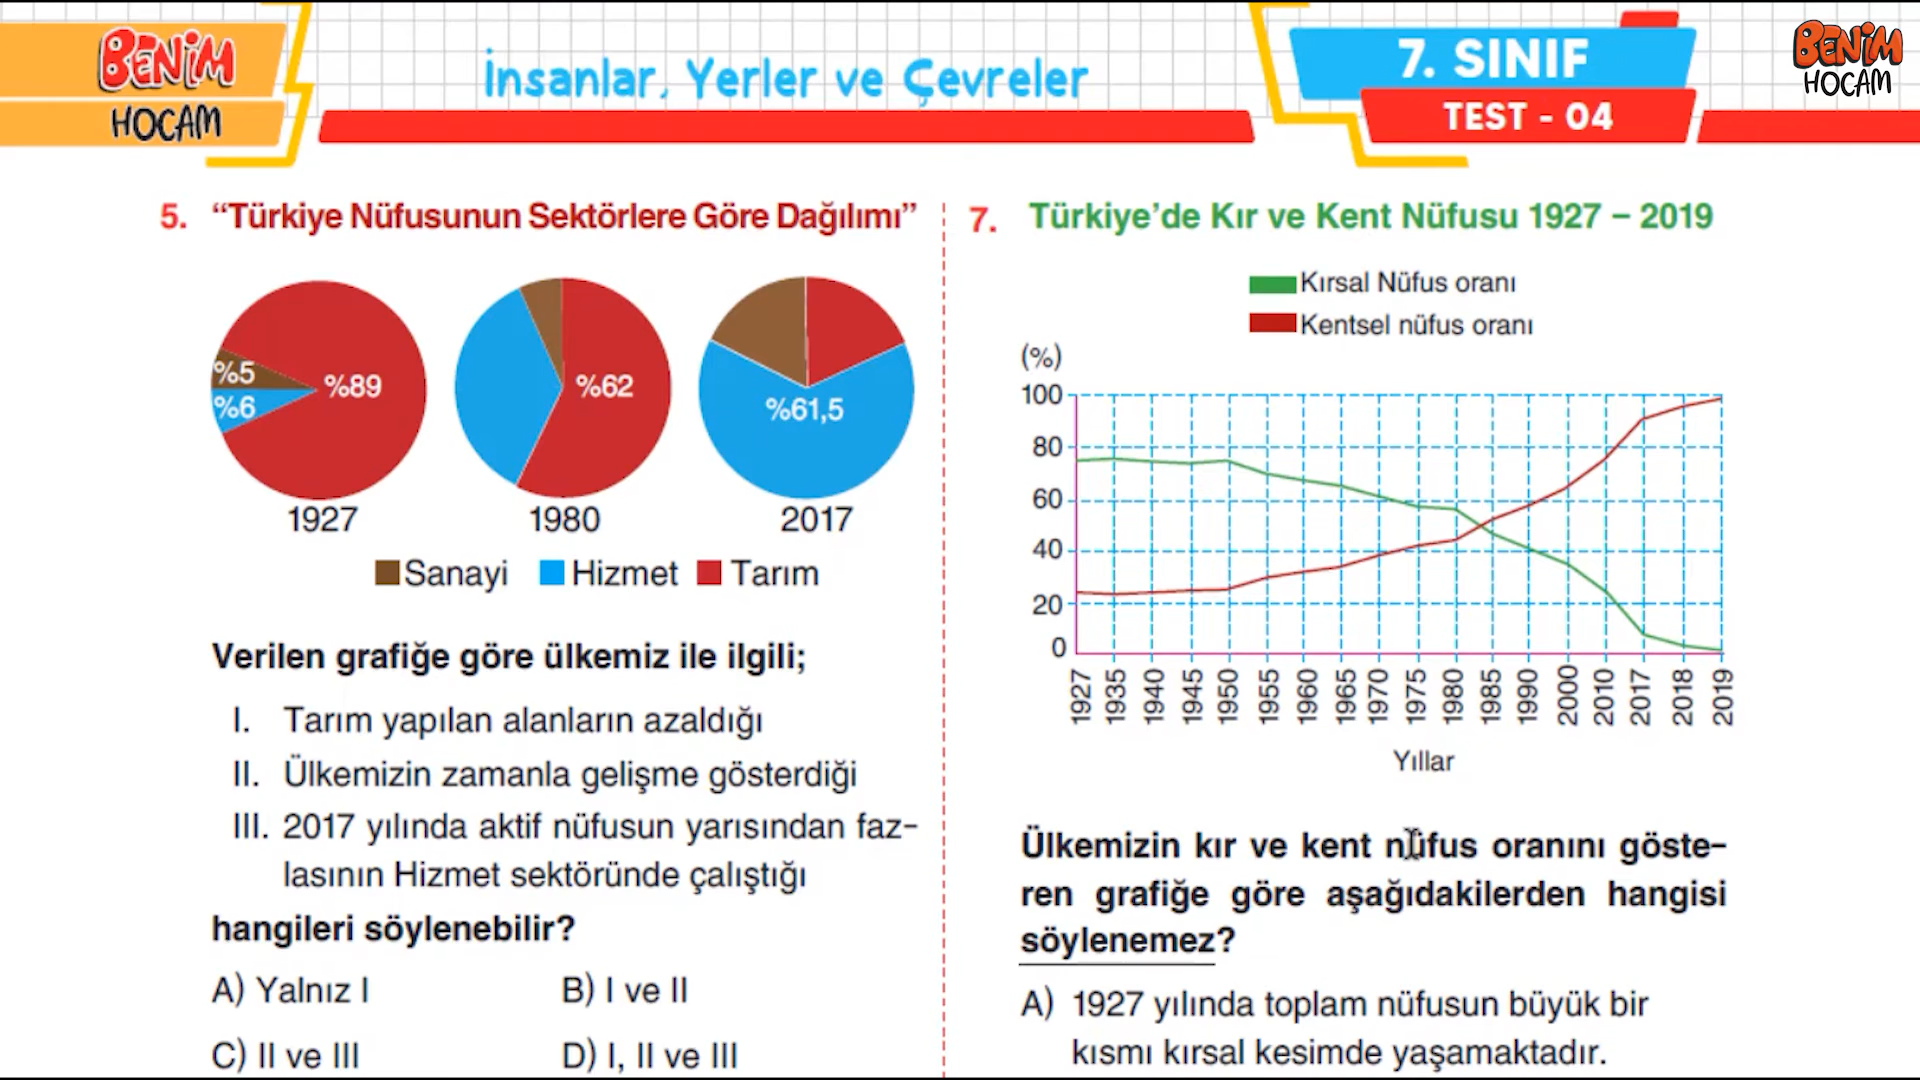 BENİM
HOCAM
İnsanlar, Yerler ve Çevreler
7. SINIF
TEST - 04
BENİM
HOCAM
5. “Türkiye Nüfusunun Sektörlere Göre Dağılımı”
%5
%6
%89
%62
%61,5
1927
1980
2017
Sanayi Hizmet Tarım
Verilen grafiğe göre ülkemiz ile ilgili;
I. Tarım yapılan alanların azaldığı
II. Ülkemizin zamanla gelişme gösterdiği
III. 2017 yılında aktif nüfusun yarısından faz-
lasının Hizmet sektöründe çalıştığı
hangileri söylenebilir?
A) Yalnız I
B) I ve II
C) II ve III
D) I, II ve III
7. Türkiye’de Kır ve Kent Nüfusu 1927 – 2019
Kırsal Nüfus oranı
Kentsel nüfus oranı
(%)
100
80
60
40
20
0
1927
1935
1940
1945
1950
1955
1960
1965
1970
1975
1980
1985
1990
2000
2010
2017
2018
2019
Yıllar
Ülkemizin kır ve kent nüfus oranını göste-
ren grafiğe göre aşağıdakilerden hangisi
söylenemez?
A) 1927 yılında toplam nüfusun büyük bir
kısmı kırsal kesimde yaşamaktadır.